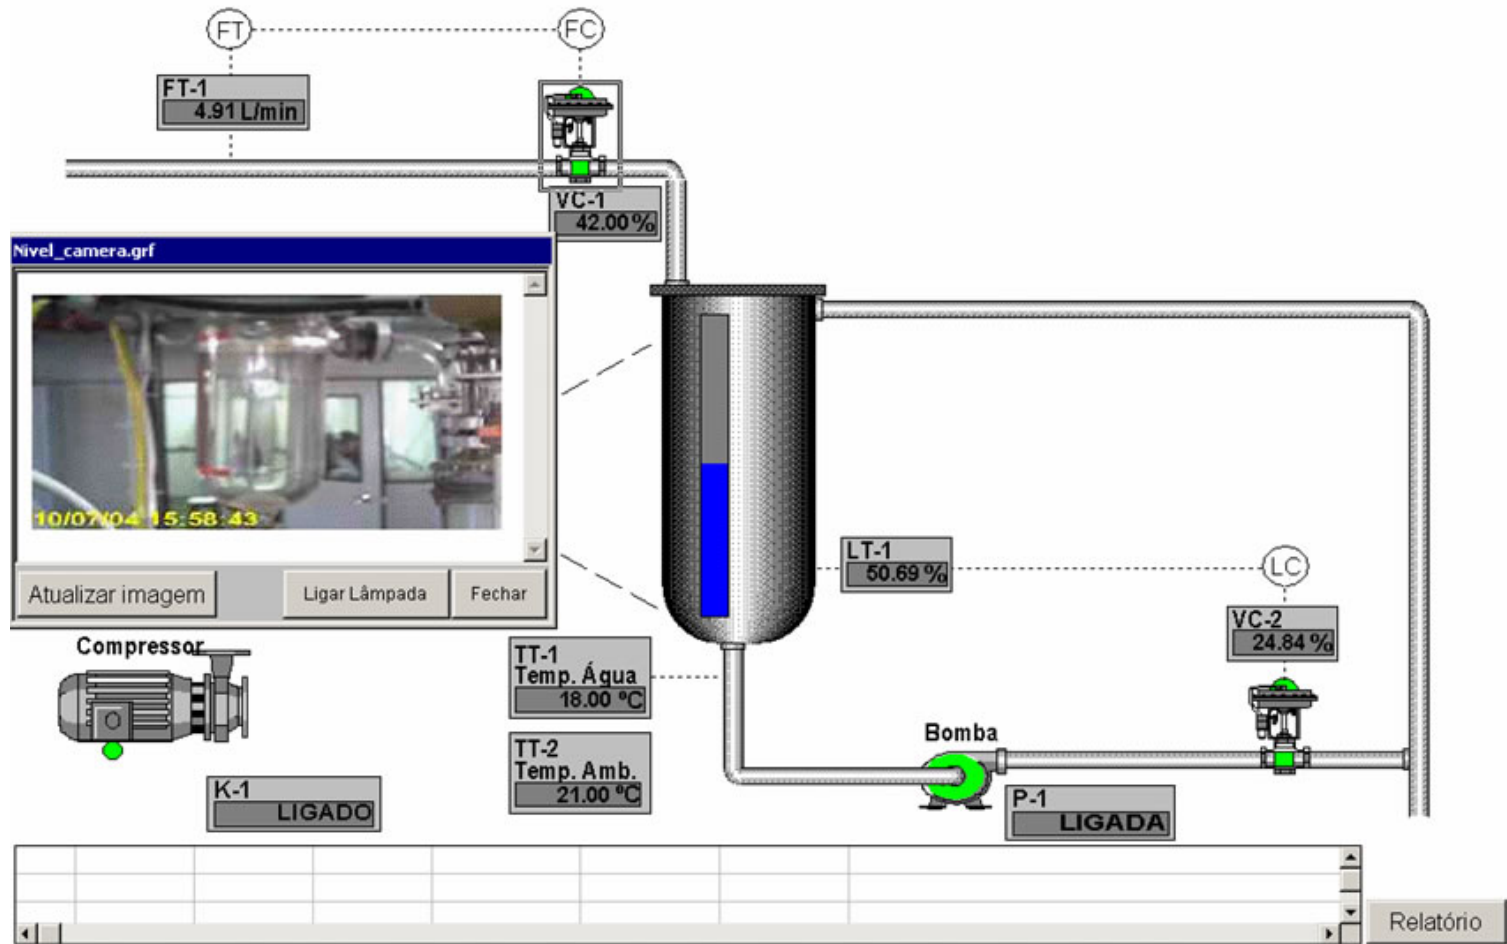 FT
FC
FT-1
4.91 L/min
VC-1
42.00 %
Nivel_camera.grf
10/07/04 15:58:43
Atualizar imagem
Ligar Lâmpada
Fechar
LT-1
50.69 %
LC
VC-2
24.84 %
Compressor
TT-1
Temp. Água
18.00 ºC
TT-2
Temp. Amb.
21.00 ºC
Bomba
K-1
LIGADO
P-1
LIGADA
Relatório